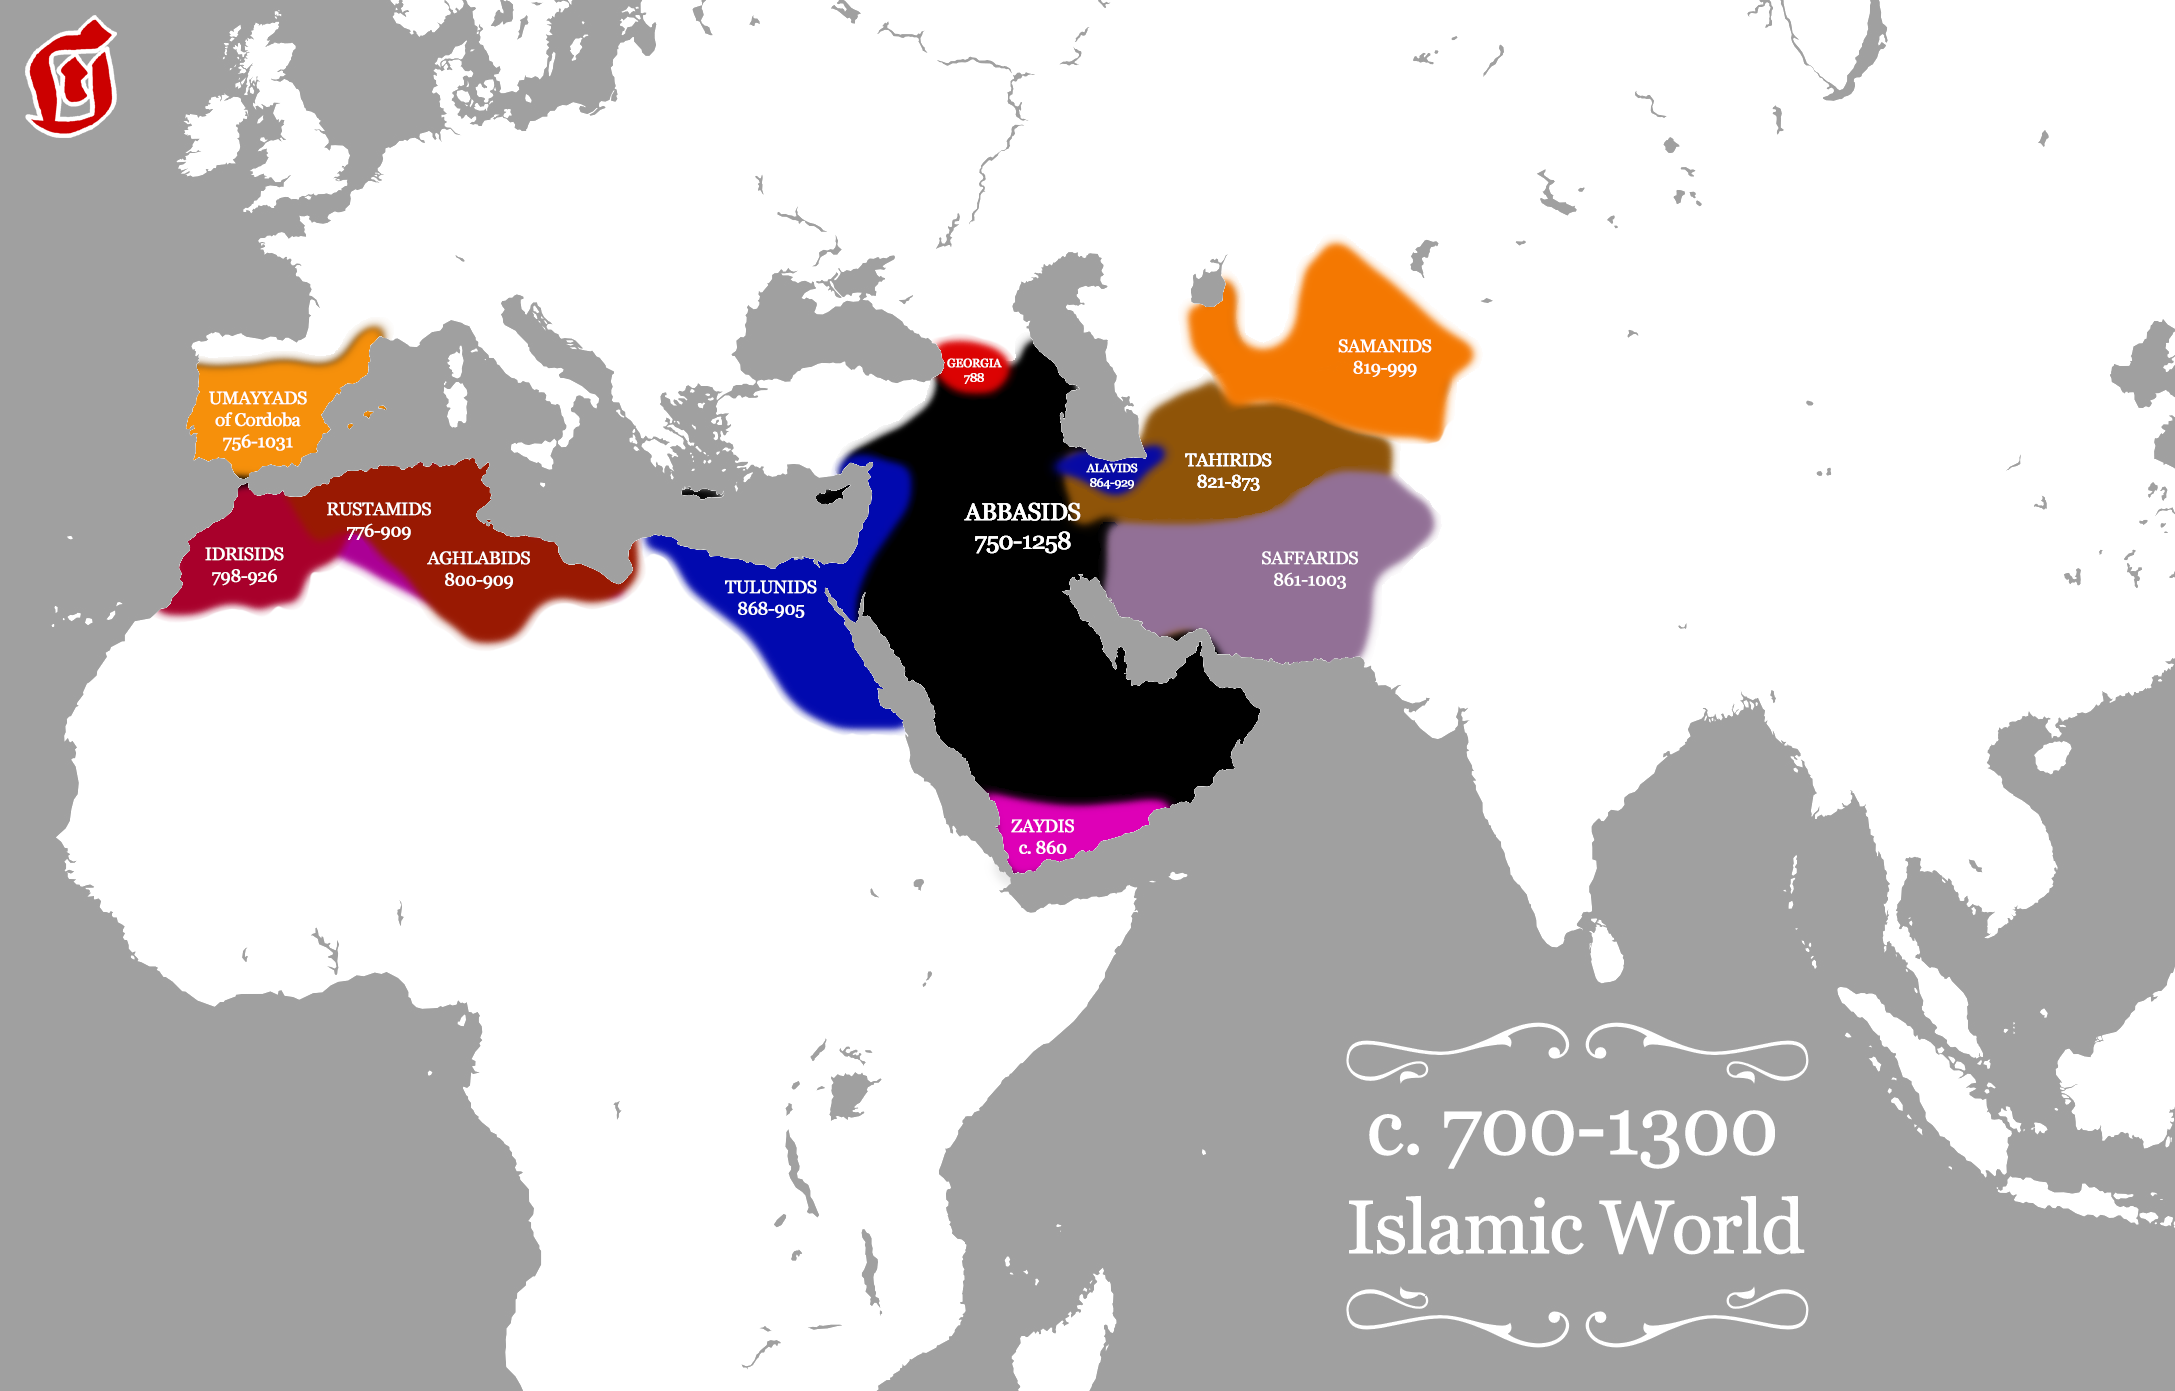 GEORGIA
788
SAMANIDS
819-999
UMAYYADS
of Cordoba
756-1031
ALAVIDS
864-929
TAHIRIDS
821-873
RUSTAMIDS
776-909
ABBASIDS
750-1258
IDRISIDS
798-926
AGHLABIDS
800-909
SAFFARIDS
861-1003
TULUNIDS
868-905
ZAYDIS
c. 860
c. 700-1300
Islamic World